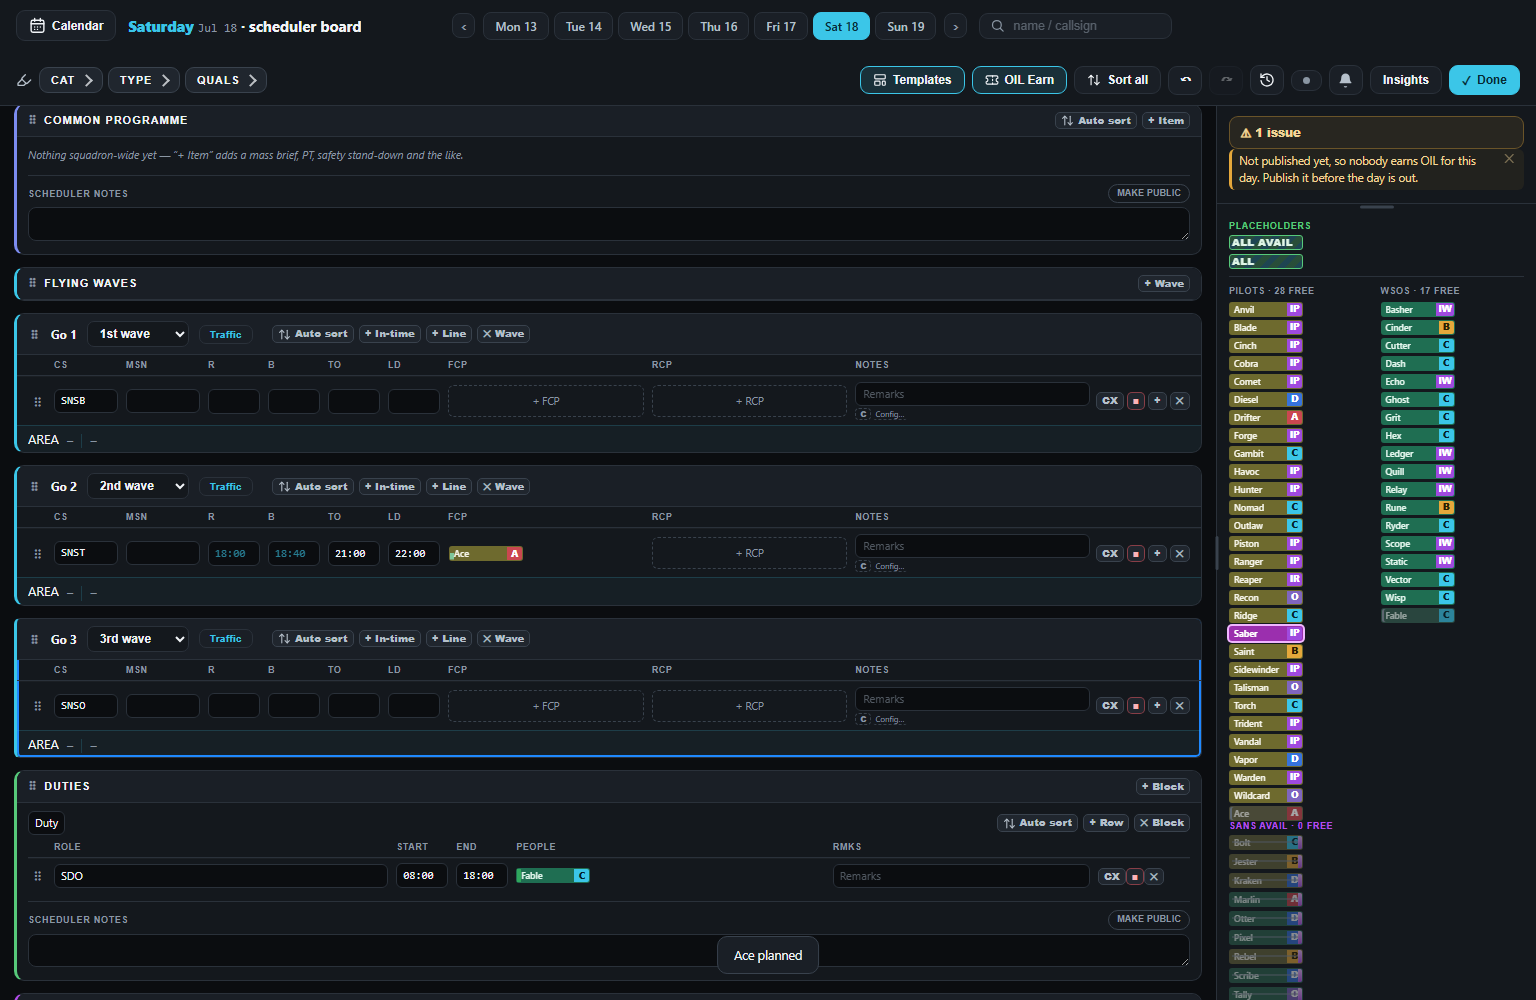 Calendar
Saturday Jul 18 · scheduler board
‹ Mon 13 Tue 14 Wed 15 Thu 16 Fri 17 Sat 18 Sun 19 ›
name / callsign
CAT TYPE QUALS
Templates OIL Earn Sort all Insights ✓ Done
COMMON PROGRAMME
Auto sort + Item
Nothing squadron-wide yet — "+ Item" adds a mass brief, PT, safety stand-down and the like.
SCHEDULER NOTES MAKE PUBLIC
FLYING WAVES + Wave
Go 1 1st wave Traffic Auto sort + In-time + Line × Wave
CS MSN R B TO LD FCP RCP NOTES
SNSB + FCP + RCP Remarks CX + ×
C Config...
AREA – –
Go 2 2nd wave Traffic Auto sort + In-time + Line × Wave
CS MSN R B TO LD FCP RCP NOTES
SNST 18:00 18:40 21:00 22:00 Ace A + RCP Remarks CX + ×
C Config...
AREA – –
Go 3 3rd wave Traffic Auto sort + In-time + Line × Wave
CS MSN R B TO LD FCP RCP NOTES
SNSO + FCP + RCP Remarks CX + ×
C Config...
AREA – –
DUTIES + Block
Duty Auto sort + Row × Block
ROLE START END PEOPLE RMKS
SDO 08:00 18:00 Fable C Remarks CX ×
SCHEDULER NOTES MAKE PUBLIC
Ace planned
⚠ 1 issue
Not published yet, so nobody earns OIL for this
day. Publish it before the day is out.
PLACEHOLDERS
ALL AVAIL
ALL
PILOTS · 28 FREE
Anvil IP
Blade IP
Cinch IP
Cobra IP
Comet IP
Diesel D
Drifter A
Forge IP
Gambit C
Havoc IP
Hunter IP
Nomad C
Outlaw C
Piston IP
Ranger IP
Reaper IR
Recon O
Ridge C
Saber IP
Saint B
Sidewinder IP
Talisman O
Torch C
Trident IP
Vandal IP
Vapor D
Warden IP
Wildcard O
Ace A
WSOS · 17 FREE
Basher IW
Cinder B
Cutter C
Dash C
Echo IW
Ghost C
Grit C
Hex C
Ledger IW
Quill IW
Relay IW
Rune B
Ryder C
Scope IW
Static IW
Vector C
Wisp C
Fable C
SANS AVAIL · 0 FREE
Bolt C
Jester B
Kraken D
Marlin A
Otter D
Pixel D
Rebel B
Scribe D
Tally O